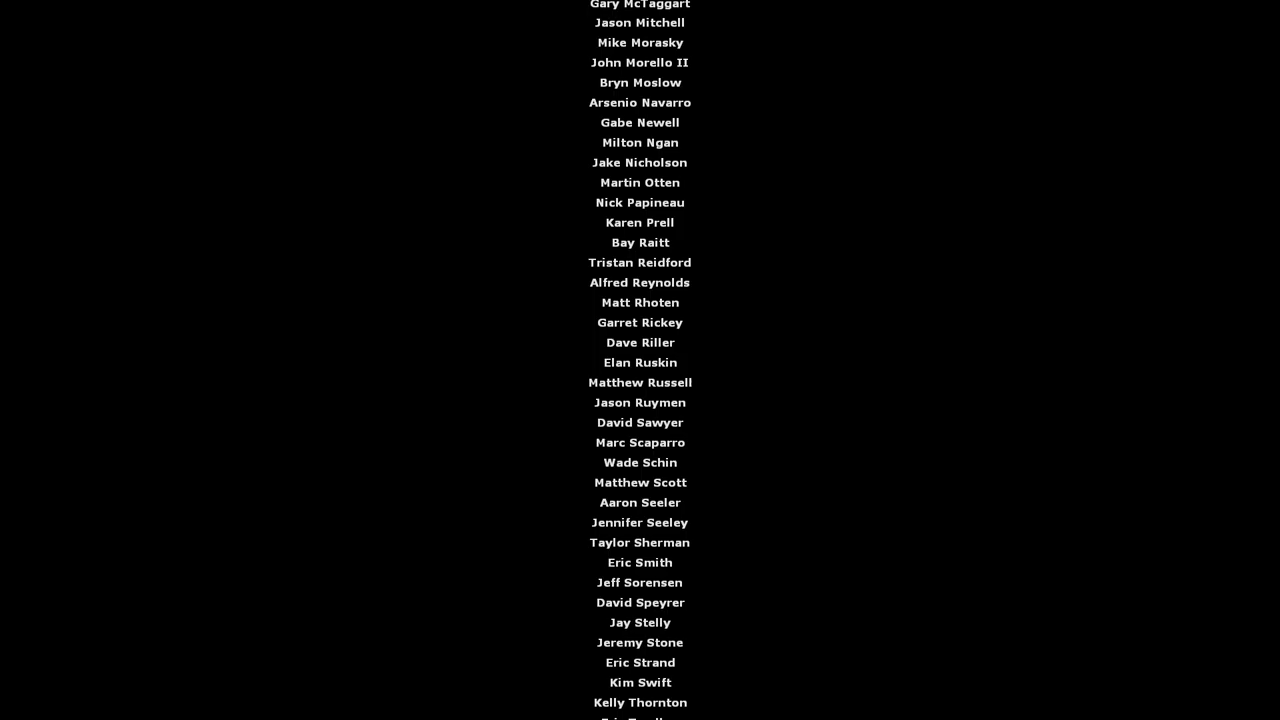 Gary McTaggart
Jason Mitchell
Mike Morasky
John Morello II
Bryn Moslow
Arsenio Navarro
Gabe Newell
Milton Ngan
Jake Nicholson
Martin Otten
Nick Papineau
Karen Prell
Bay Raitt
Tristan Reidford
Alfred Reynolds
Matt Rhoten
Garret Rickey
Dave Riller
Elan Ruskin
Matthew Russell
Jason Ruymen
David Sawyer
Marc Scaparro
Wade Schin
Matthew Scott
Aaron Seeler
Jennifer Seeley
Taylor Sherman
Eric Smith
Jeff Sorensen
David Speyrer
Jay Stelly
Jeremy Stone
Eric Strand
Kim Swift
Kelly Thornton